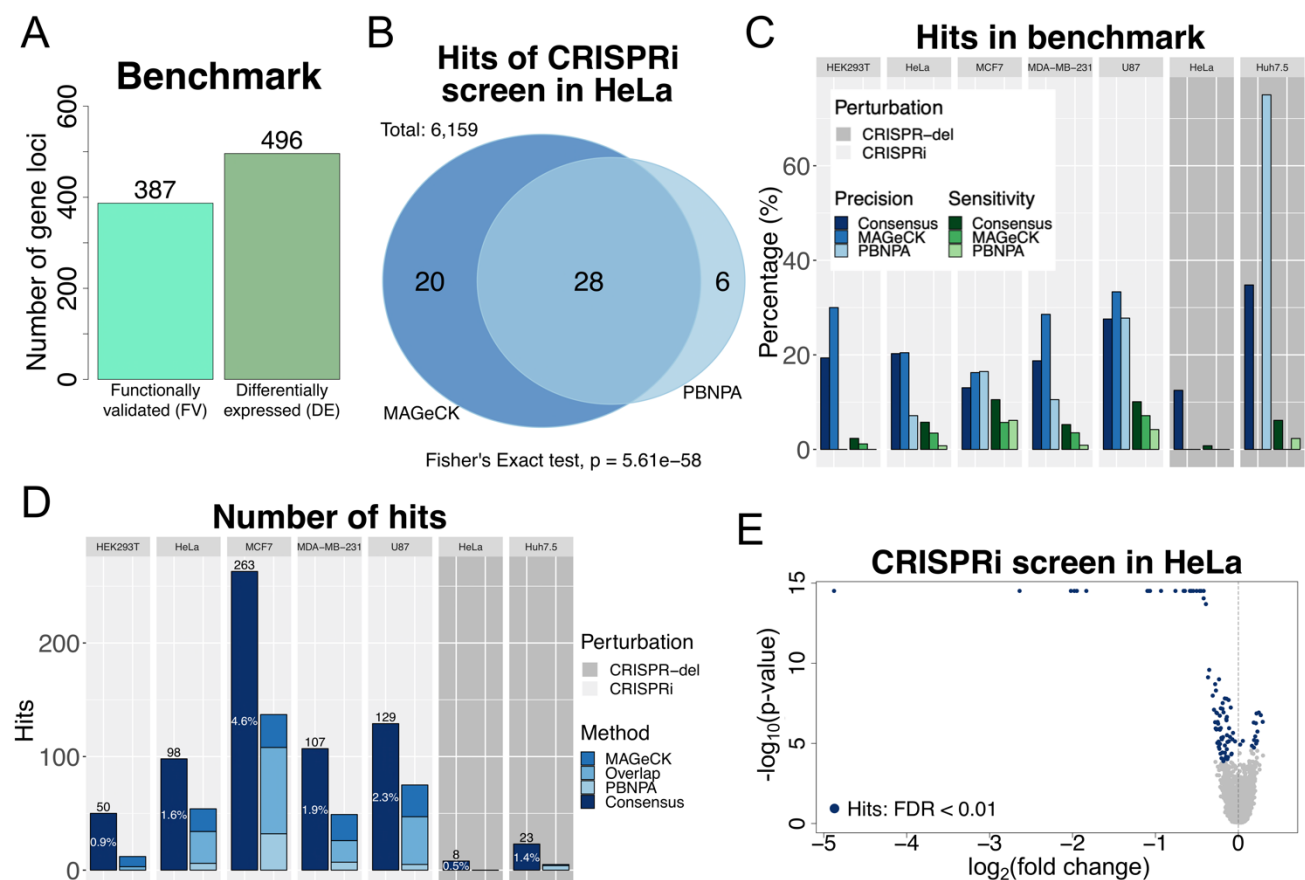 A
Benchmark
Number of gene loci
0
200
400
600
387
496
Functionally
validated (FV)
Differentially
expressed (DE)
B
Hits of CRISPRi
screen in HeLa
Total: 6,159
20
28
6
MAGeCK
PBNPA
Fisher's Exact test, p = 5.61e−58
C
Hits in benchmark
HEK293T
HeLa
MCF7
MDA−MB−231
U87
HeLa
Huh7.5
Percentage (%)
60
40
20
0
Perturbation
CRISPR−del
CRISPRi
Precision
Consensus
MAGeCK
PBNPA
Sensitivity
Consensus
MAGeCK
PBNPA
D
Number of hits
HEK293T
HeLa
MCF7
MDA−MB−231
U87
HeLa
Huh7.5
Hits
200
100
0
50
0.9%
98
1.6%
263
4.6%
107
1.9%
129
2.3%
8
0.5%
23
1.4%
Perturbation
CRISPR−del
CRISPRi
Method
MAGeCK
Overlap
PBNPA
Consensus
E
CRISPRi screen in HeLa
-log10(p-value)
15
10
5
0
Hits: FDR < 0.01
−5
−4
−3
−2
−1
0
log2(fold change)